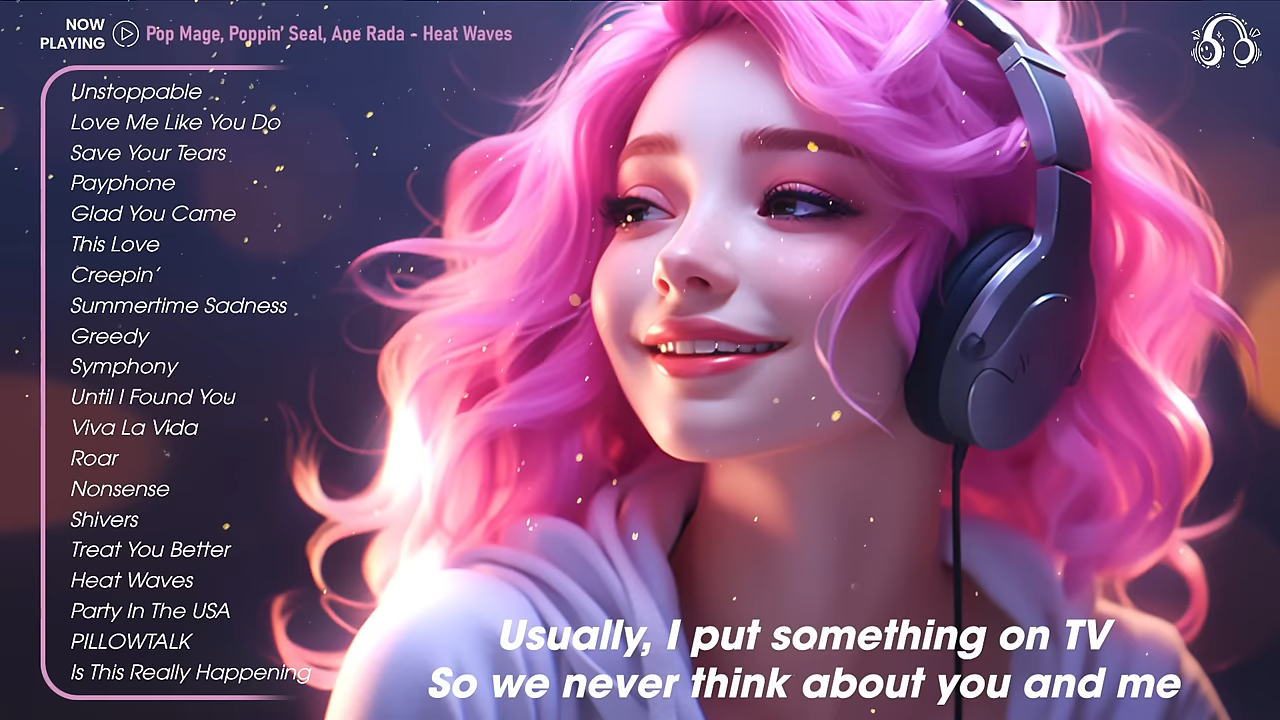 NOW
PLAYING
Pop Mage, Poppin' Seal, Ane Rada - Heat Waves
Unstoppable
Love Me Like You Do
Save Your Tears
Payphone
Glad You Came
This Love
Creepin'
Summertime Sadness
Greedy
Symphony
Until I Found You
Viva La Vida
Roar
Nonsense
Shivers
Treat You Better
Heat Waves
Party In The USA
PILLOWTALK
Is This Really Happening
Usually, I put something on TV
So we never think about you and me